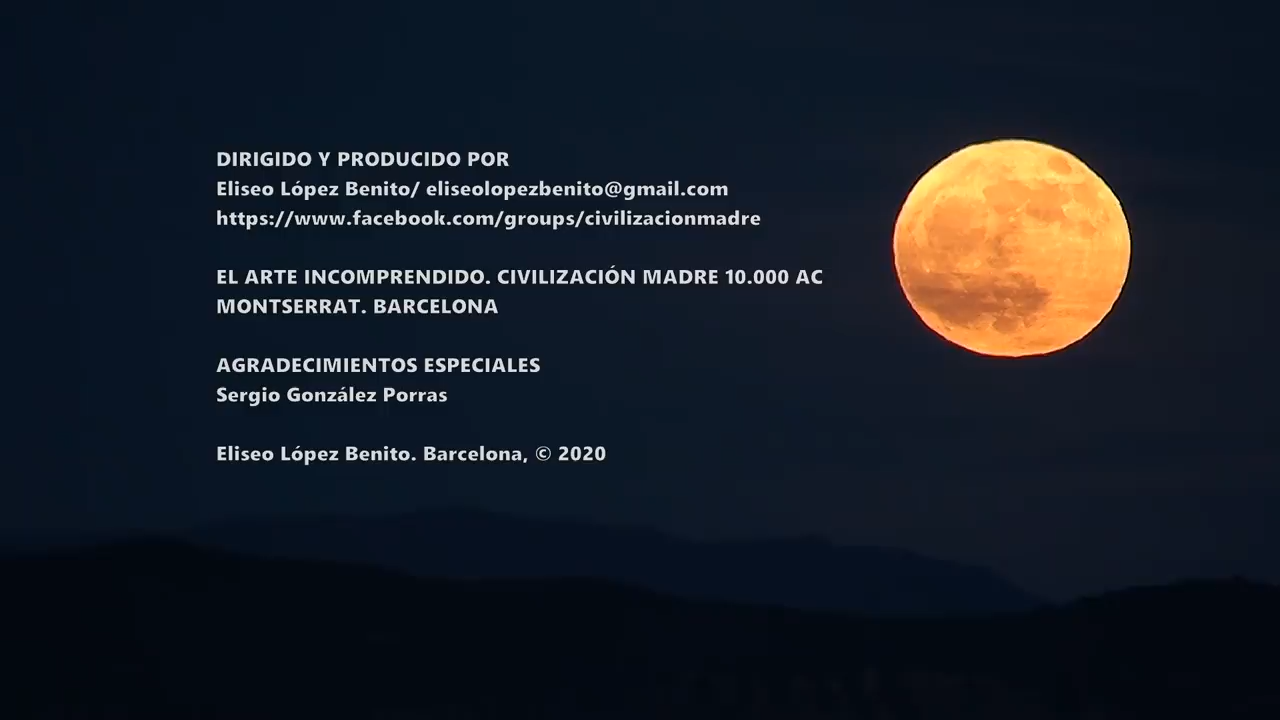 DIRIGIDO Y PRODUCIDO POR
Eliseo López Benito/ eliseolopezbenito@gmail.com
https://www.facebook.com/groups/civilizacionmadre
EL ARTE INCOMPRENDIDO. CIVILIZACIÓN MADRE 10.000 AC
MONTSERRAT. BARCELONA
AGRADECIMIENTOS ESPECIALES
Sergio González Porras
Eliseo López Benito. Barcelona, © 2020